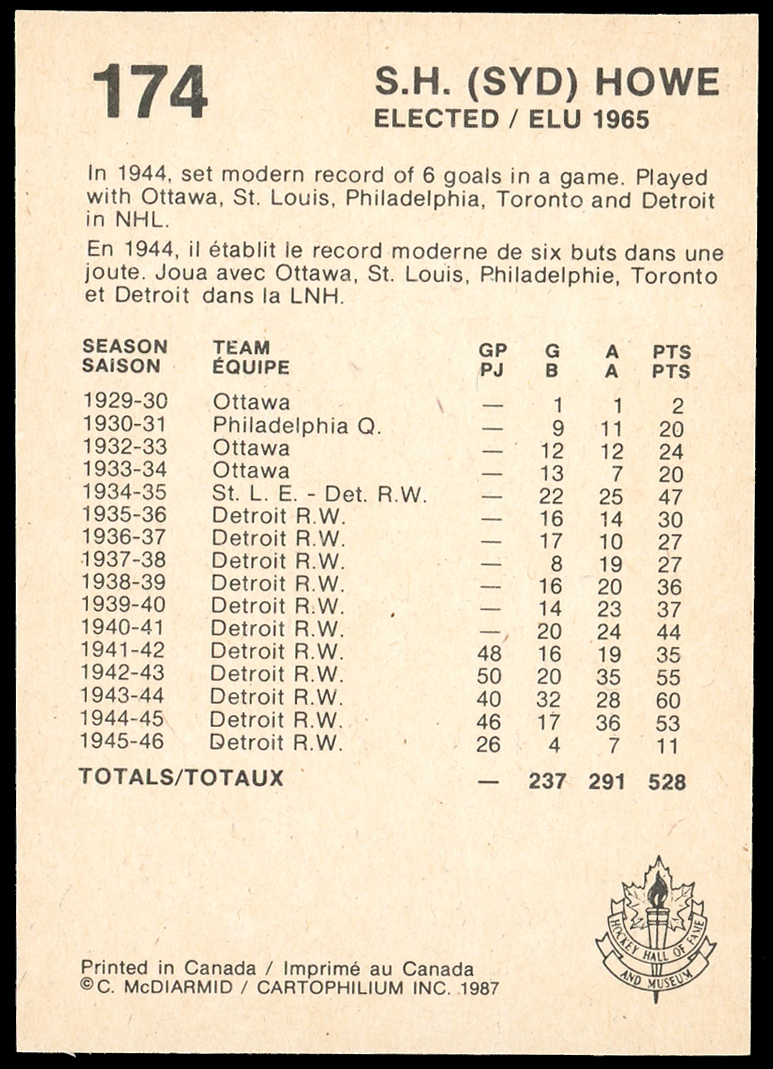 174
S.H. (SYD) HOWE
ELECTED / ELU 1965
In 1944, set modern record of 6 goals in a game. Played
with Ottawa, St. Louis, Philadelphia, Toronto and Detroit
in NHL.
En 1944, il établit le record moderne de six buts dans une
joute. Joua avec Ottawa, St. Louis, Philadelphie, Toronto
et Detroit dans la LNH.
SEASON TEAM GP G A PTS
SAISON ÉQUIPE PJ B A PTS
1929-30 Ottawa — 1 1 2
1930-31 Philadelphia Q. — 9 11 20
1932-33 Ottawa — 12 12 24
1933-34 Ottawa — 13 7 20
1934-35 St. L. E. - Det. R.W. — 22 25 47
1935-36 Detroit R.W. — 16 14 30
1936-37 Detroit R.W. — 17 10 27
1937-38 Detroit R.W. — 8 19 27
1938-39 Detroit R.W. — 16 20 36
1939-40 Detroit R.W. — 14 23 37
1940-41 Detroit R.W. — 20 24 44
1941-42 Detroit R.W. 48 16 19 35
1942-43 Detroit R.W. 50 20 35 55
1943-44 Detroit R.W. 40 32 28 60
1944-45 Detroit R.W. 46 17 36 53
1945-46 Detroit R.W. 26 4 7 11
TOTALS/TOTAUX — 237 291 528
HOCKEY HALL OF FAME
AND MUSEUM
Printed in Canada / Imprimé au Canada
©C. McDIARMID / CARTOPHILIUM INC. 1987